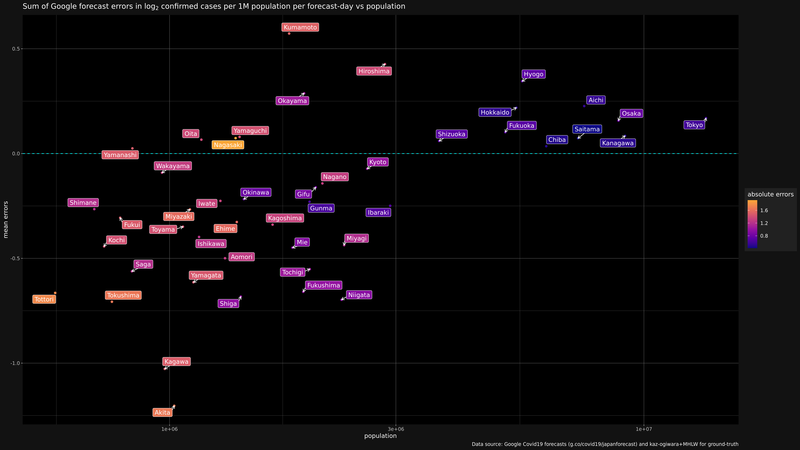 Sum of Google forecast errors in log₂ confirmed cases per 1M population per forecast-day vs population
Kumamoto
0.5
Hiroshima
Hyogo
Okayama
Aichi
Hokkaido
Osaka
Oita
Yamaguchi
Shizuoka
Fukuoka
Saitama
Tokyo
Nagasaki
Chiba
Kanagawa
0.0
Yamanashi
Wakayama
Kyoto
Nagano
absolute errors
1.6
1.2
0.8
Shimane
Iwate
Okinawa
Gifu
Gunma
Ibaraki
mean errors
Fukui
Miyazaki
Kagoshima
Toyama
Ehime
Kochi
Ishikawa
Mie
Miyagi
-0.5
Saga
Aomori
Yamagata
Tochigi
Tottori
Tokushima
Shiga
Fukushima
Niigata
-1.0
Kagawa
Akita
1e+06
3e+06
1e+07
population
Data source: Google Covid19 forecasts (g.co/covid19/japanforecast) and kaz-ogiwara+MHLW for ground-truth